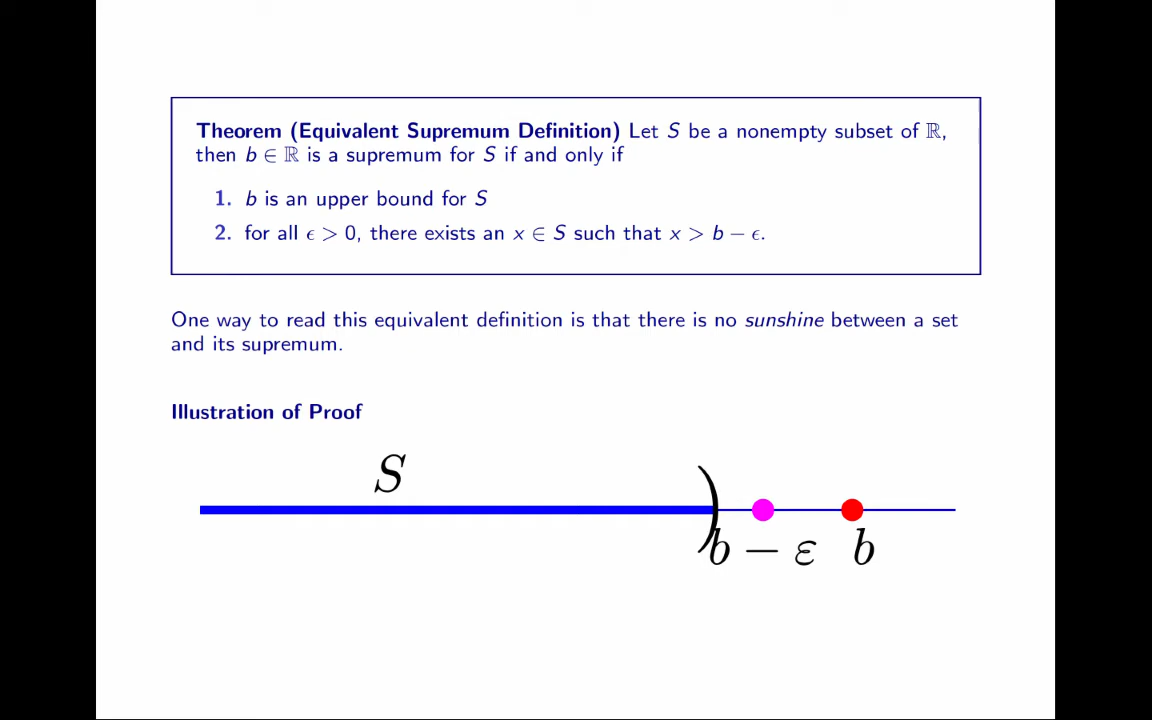 Theorem (Equivalent Supremum Definition) Let S be a nonempty subset of ℝ,
then b ∈ ℝ is a supremum for S if and only if
1. b is an upper bound for S
2. for all ϵ > 0, there exists an x ∈ S such that x > b − ϵ.
One way to read this equivalent definition is that there is no sunshine between a set
and its supremum.
Illustration of Proof
S
)
b − ε b